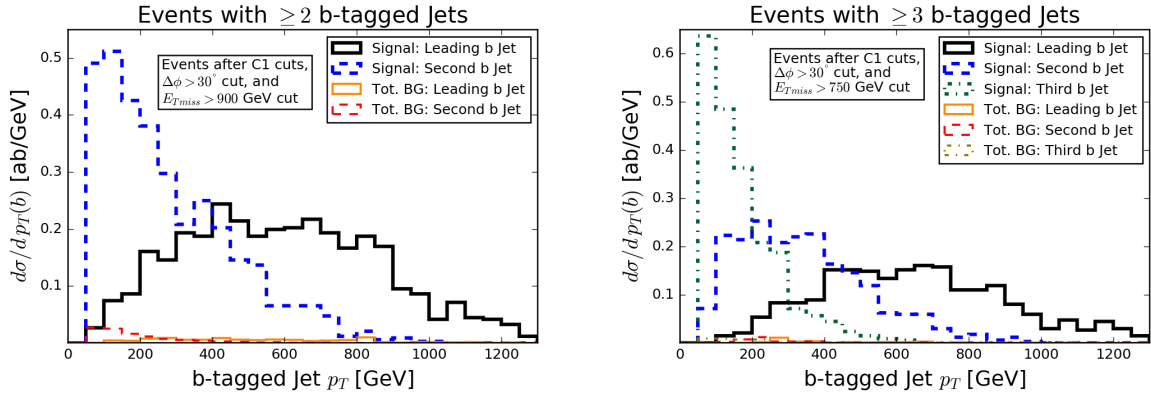 Events with ≥2 b-tagged Jets
dσ/dp_T(b) [ab/GeV]
0.5
0.4
0.3
0.2
0.1
Events after C1 cuts,
Δφ>30° cut, and
E_Tmiss>900 GeV cut
Signal: Leading b Jet
Signal: Second b Jet
Tot. BG: Leading b Jet
Tot. BG: Second b Jet
0 200 400 600 800 1000 1200
b-tagged Jet p_T [GeV]
Events with ≥3 b-tagged Jets
dσ/dp_T(b) [ab/GeV]
0.6
0.5
0.4
0.3
0.2
0.1
Events after C1 cuts,
Δφ>30° cut, and
E_Tmiss>750 GeV cut
Signal: Leading b Jet
Signal: Second b Jet
Signal: Third b Jet
Tot. BG: Leading b Jet
Tot. BG: Second b Jet
Tot. BG: Third b Jet
0 200 400 600 800 1000 1200
b-tagged Jet p_T [GeV]